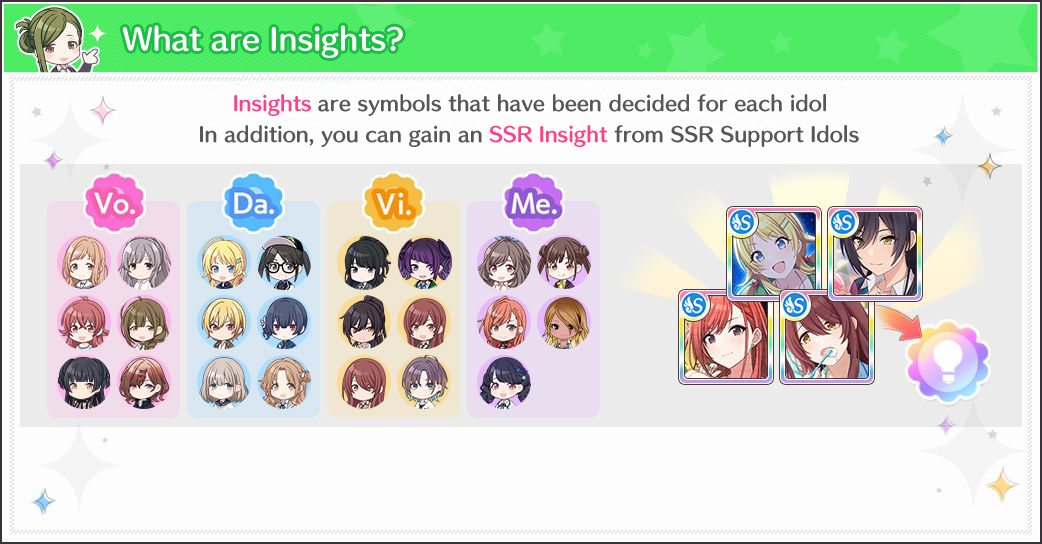 What are Insights?
Insights are symbols that have been decided for each idol
In addition, you can gain an SSR Insight from SSR Support Idols
Vo.
Da.
Vi.
Me.
S
S
S
S